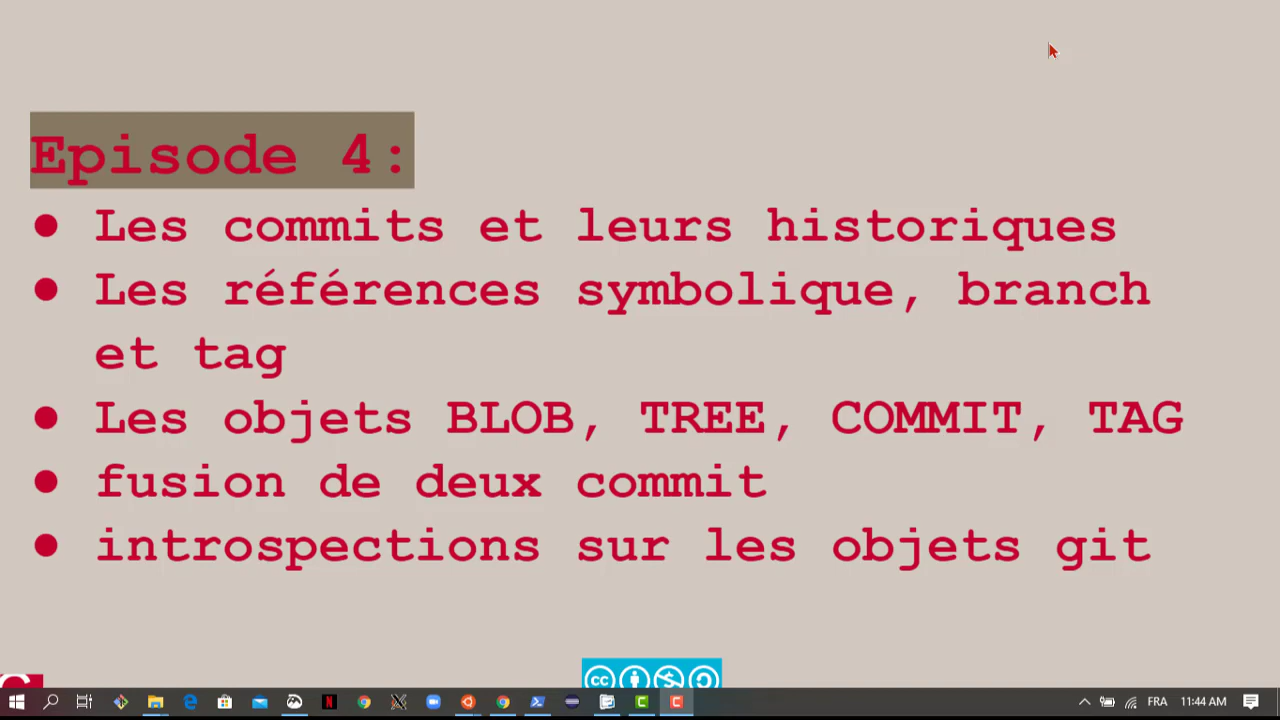 Episode 4:
● Les commits et leurs historiques
● Les références symbolique, branch
et tag
● Les objets BLOB, TREE, COMMIT, TAG
● fusion de deux commit
● introspections sur les objets git
cc
FRA 11:44 AM